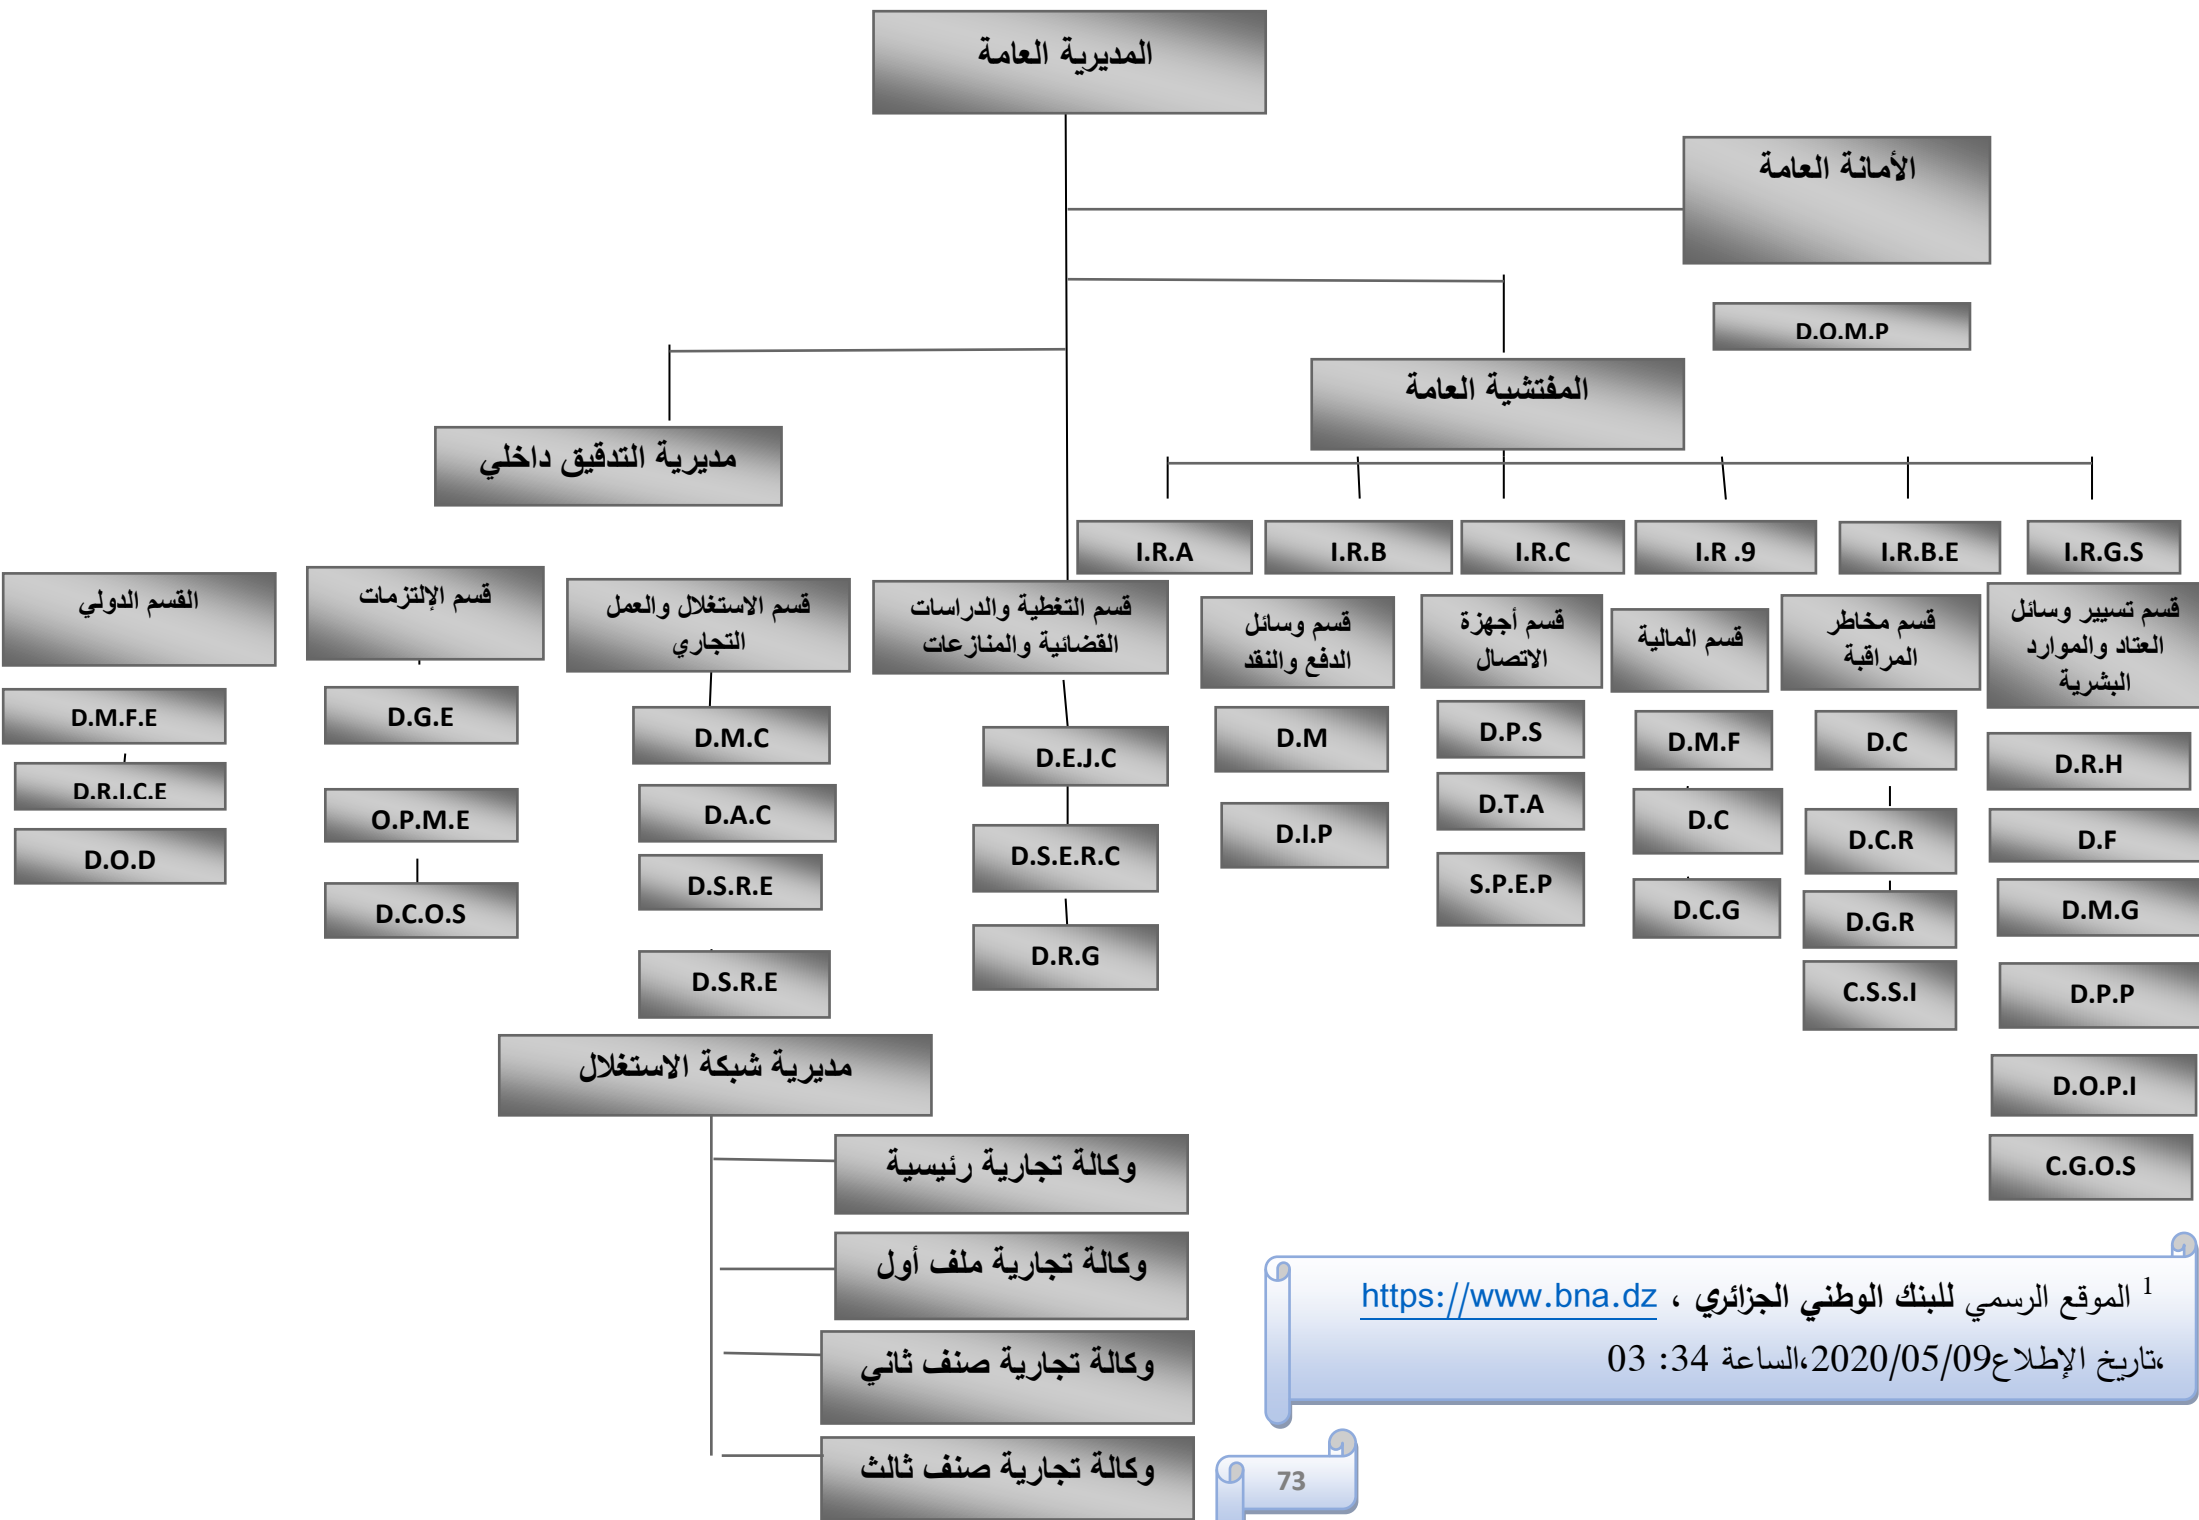 المديرية العامة
الأمانة العامة
D.O.M.P
المفتشية العامة
مديرية التدقيق داخلي
I.R.A
I.R.B
I.R.C
I.R .9
I.R.B.E
I.R.G.S
القسم الدولي
D.M.F.E
D.R.I.C.E
D.O.D
قسم الإلتزمات
D.G.E
O.P.M.E
D.C.O.S
قسم الاستغلال والعمل
التجاري
D.M.C
D.A.C
D.S.R.E
D.S.R.E
قسم التغطية والدراسات
القضائية والمنازعات
D.E.J.C
D.S.E.R.C
D.R.G
قسم وسائل
الدفع والنقد
D.M
D.I.P
قسم أجهزة
الاتصال
D.P.S
D.T.A
S.P.E.P
قسم المالية
D.M.F
D.C
D.C.G
قسم مخاطر
المراقبة
D.C
D.C.R
D.G.R
C.S.S.I
قسم تسيير وسائل
العتاد والموارد
البشرية
D.R.H
D.F
D.M.G
D.P.P
D.O.P.I
C.G.O.S
مديرية شبكة الاستغلال
وكالة تجارية رئيسية
وكالة تجارية ملف أول
وكالة تجارية صنف ثاني
وكالة تجارية صنف ثالث
1 الموقع الرسمي للبنك الوطني الجزائري ، https://www.bna.dz
،تاريخ الإطلاع2020/05/09،الساعة 34: 03
73